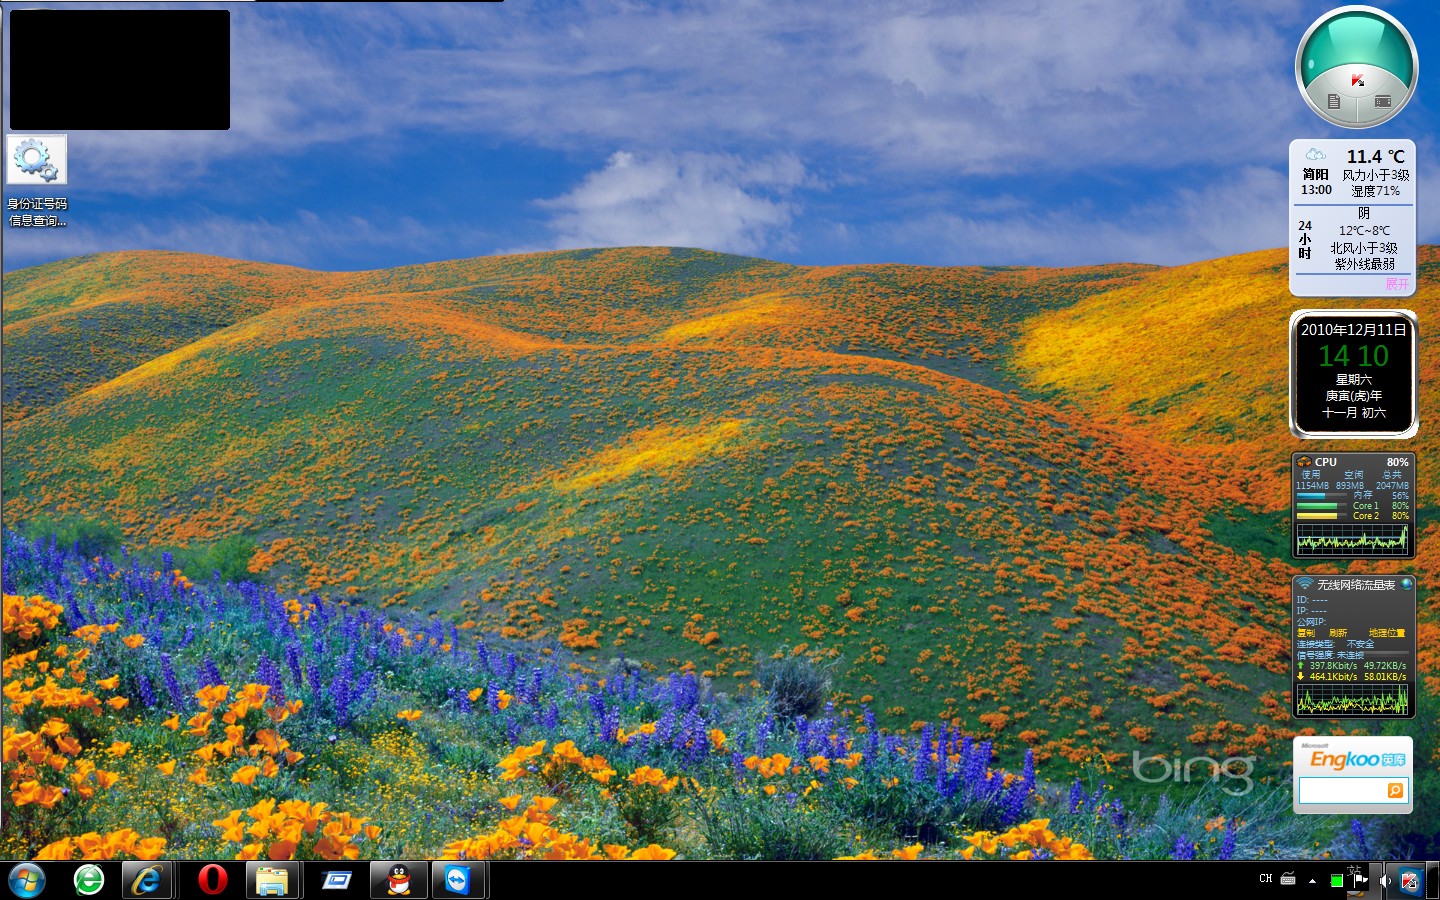 身份证号码
信息查询...
11.4 ℃
简阳
风力小于3级
13:00
湿度71%
24
小
时
阴
12℃~8℃
北风小于3级
紫外线最弱
展开
2010年12月11日
14 10
星期六
庚寅(虎)年
十一月 初六
CPU 80%
使用 空闲 总共
1154MB 893MB 2047MB
内存 56%
Core 1 80%
Core 2 80%
无线网络流量表
ID: ----
IP: ----
公网IP:
复制 刷新 地理位置
连接类型: 不安全
信号强度: 未连接
397.8Kbit/s 49.72KB/s
464.1Kbit/s 58.01KB/s
bing
Microsoft
Engkoo英库
CH
站